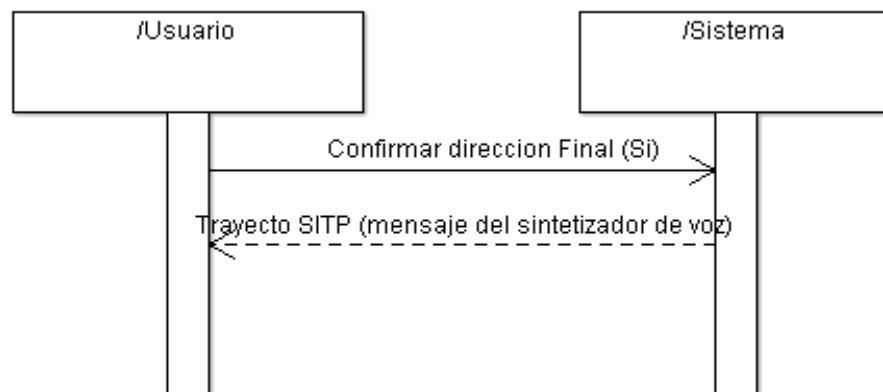 /Usuario
/Sistema
Confirmar direccion Final (Si)
Trayecto SITP (mensaje del sintetizador de voz)